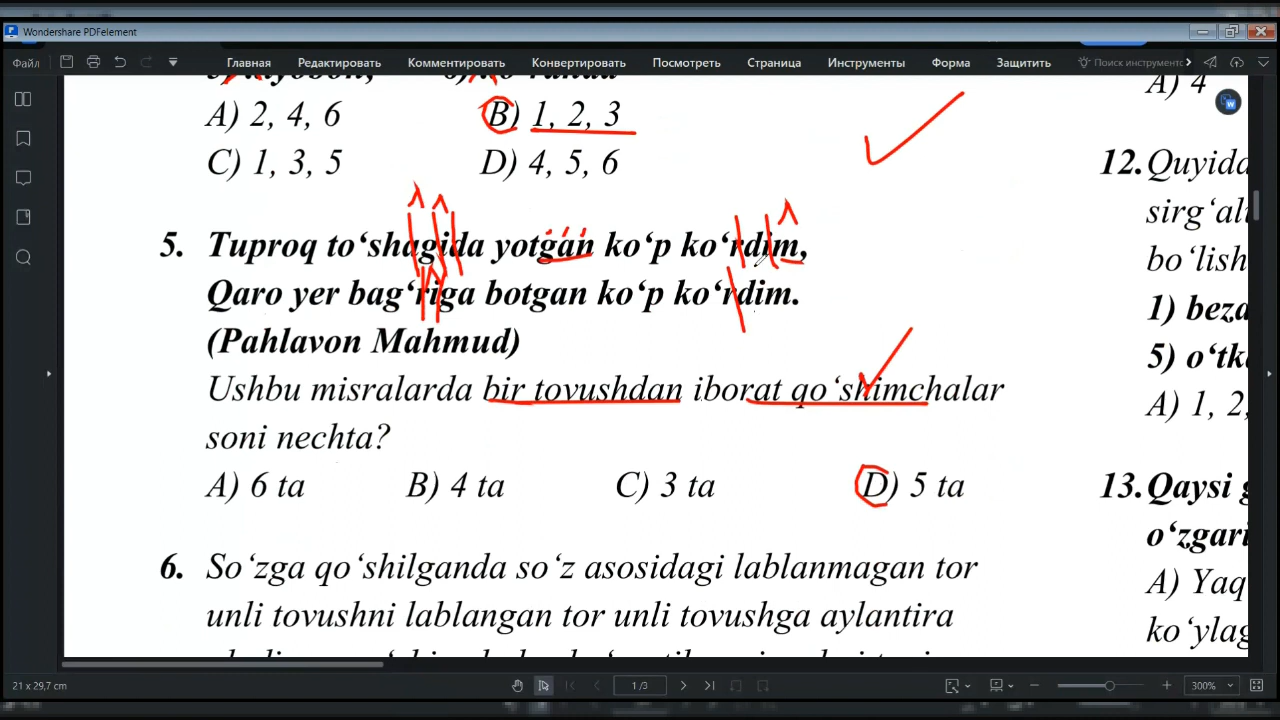 Wondershare PDFelement
Файл
Главная
Редактировать
Комментировать
Конвертировать
Посмотреть
Страница
Инструменты
Форма
Защитить
Поиск инструменто
A) 2, 4, 6 B) 1, 2, 3
C) 1, 3, 5 D) 4, 5, 6
5. Tuproq to‘shagida yotgan ko‘p ko‘rdim,
Qaro yer bag‘riga botgan ko‘p ko‘rdim.
(Pahlavon Mahmud)
Ushbu misralarda bir tovushdan iborat qo‘shimchalar
soni nechta?
A) 6 ta B) 4 ta C) 3 ta D) 5 ta
6. So‘zga qo‘shilganda so‘z asosidagi lablanmagan tor
unli tovushni lablangan tor unli tovushga aylantira
A) 4
12. Quyida
sirg‘al
bo‘lish
1) beza
5) o‘tk
A) 1, 2,
13. Qaysi g
o‘zgari
A) Yaq
ko‘ylag
21 x 29,7 cm
1 /3
300%